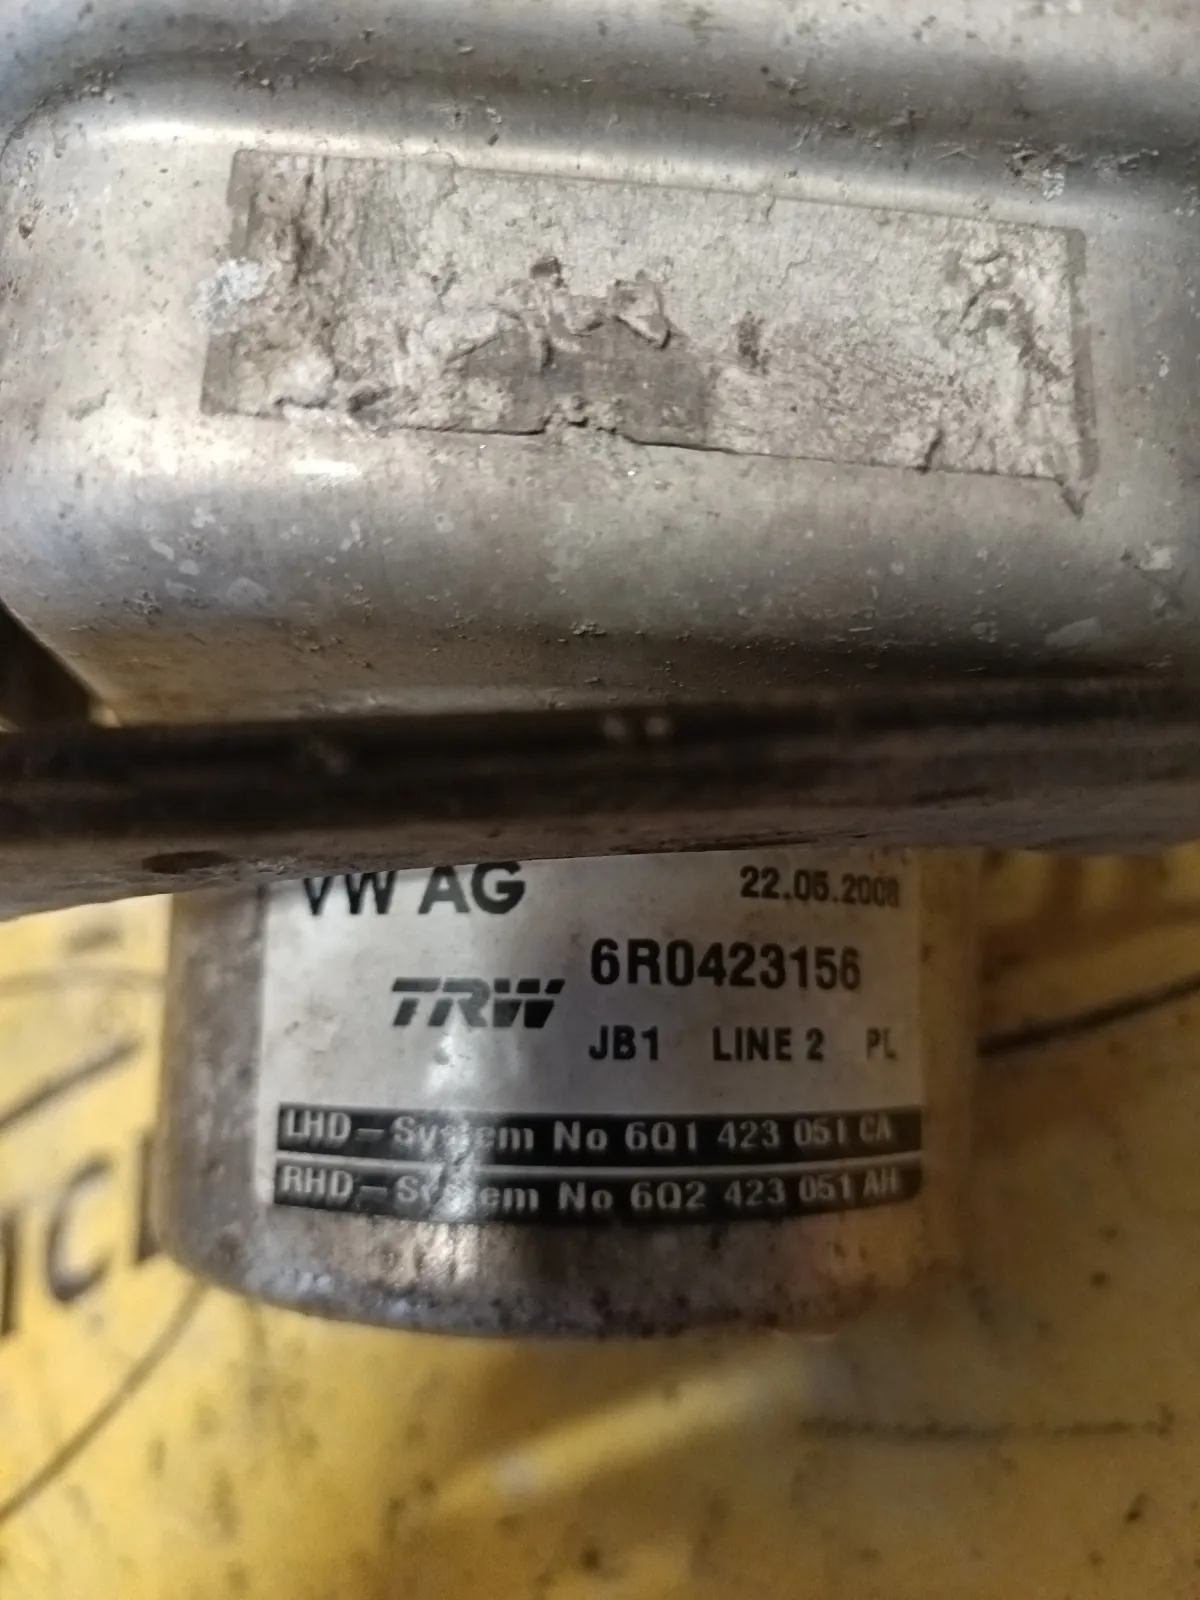 VW AG 22.05.2008
TRW 6R0423156
JB1 LINE 2 PL
LHD-System No 6Q1 423 051 CA
RHD-System No 6Q2 423 051 AH